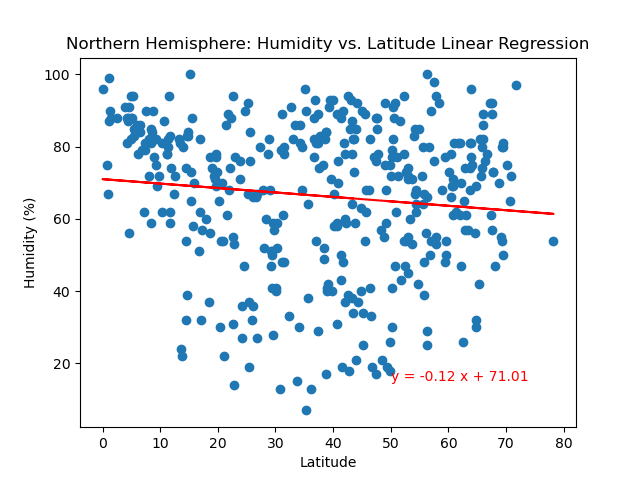 Northern Hemisphere: Humidity vs. Latitude Linear Regression
100
80
60
40
20
Humidity (%)
y = -0.12 x + 71.01
0 10 20 30 40 50 60 70 80
Latitude